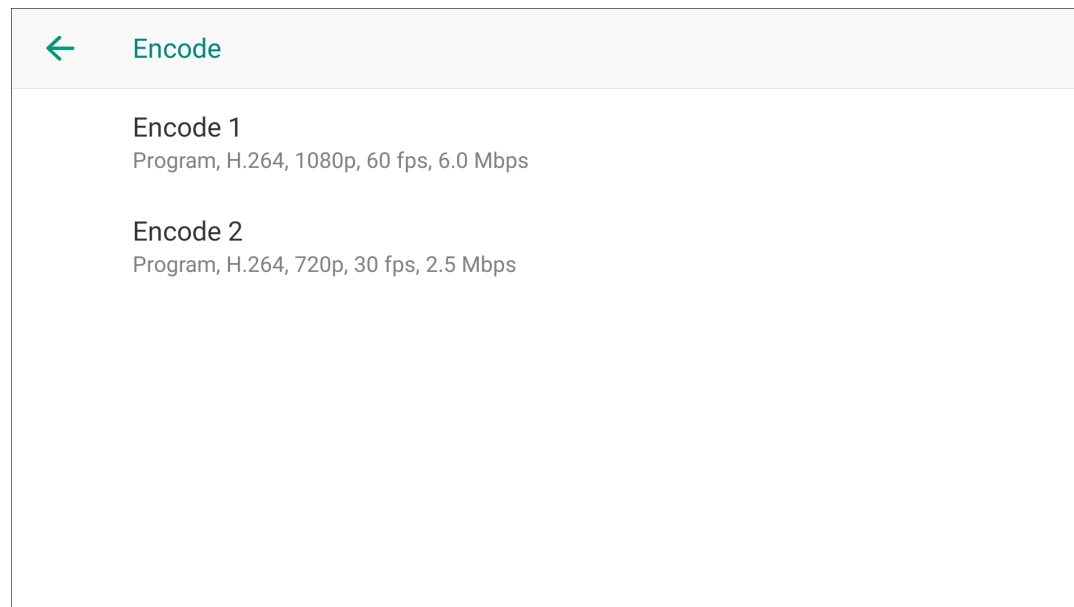 Encode
Encode 1
Program, H.264, 1080p, 60 fps, 6.0 Mbps
Encode 2
Program, H.264, 720p, 30 fps, 2.5 Mbps